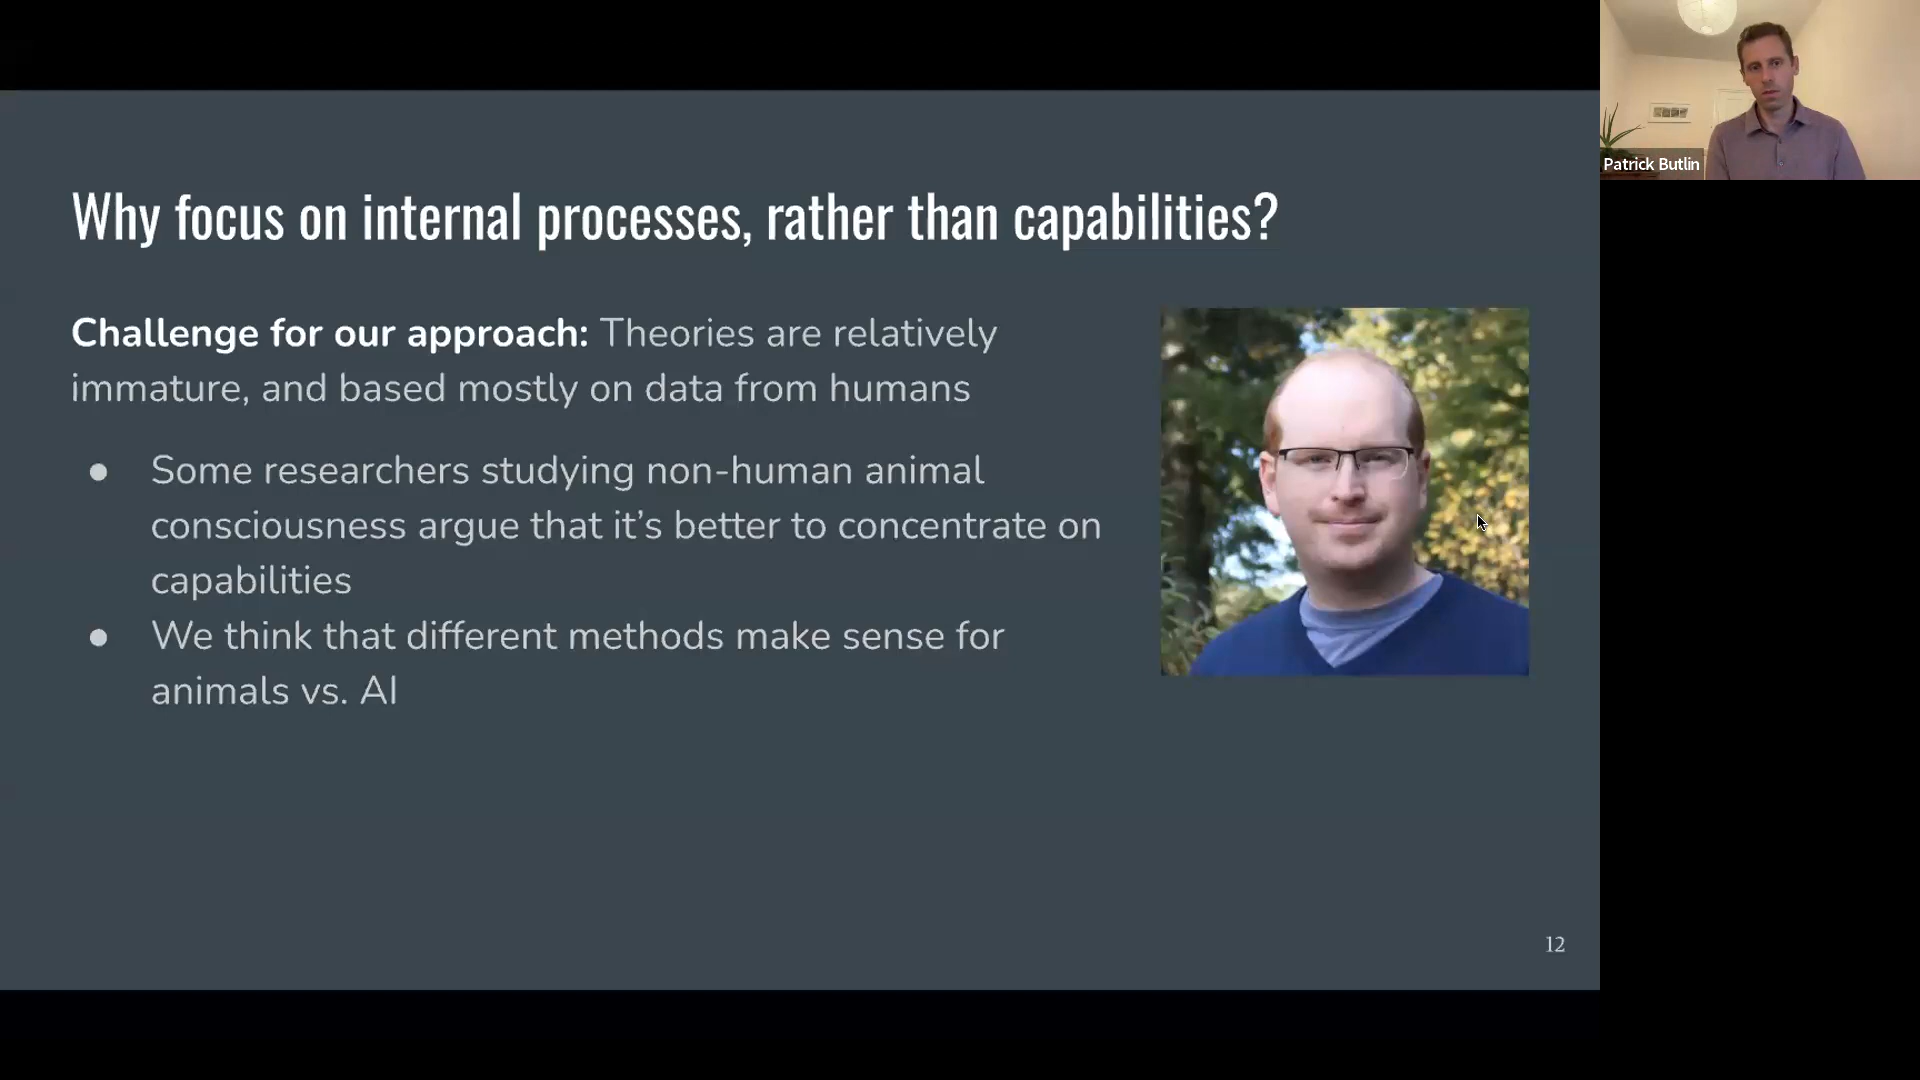 Why focus on internal processes, rather than capabilities?
Challenge for our approach: Theories are relatively
immature, and based mostly on data from humans
● Some researchers studying non-human animal
consciousness argue that it’s better to concentrate on
capabilities
● We think that different methods make sense for
animals vs. AI
12
Patrick Butlin